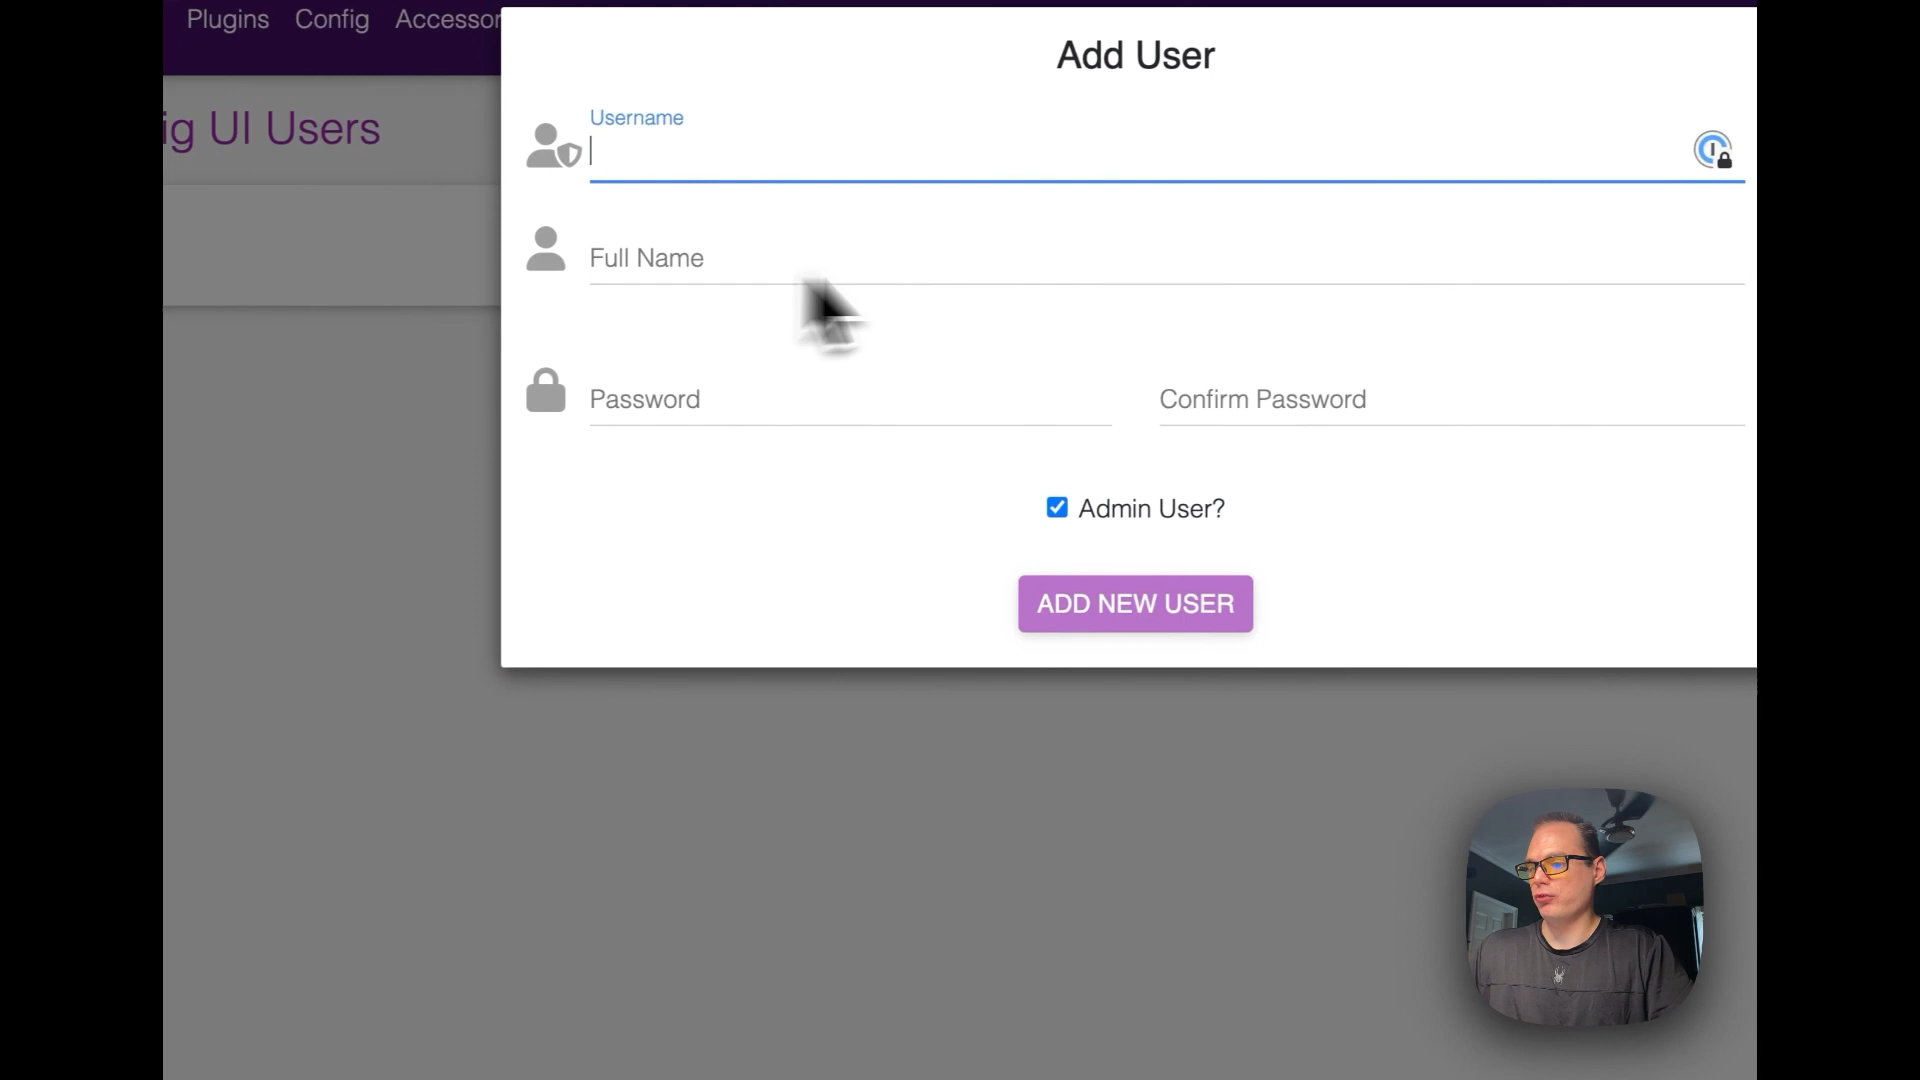 Plugins Config Accessor
ig UI Users
Add User
Username
Full Name
Password Confirm Password
Admin User?
ADD NEW USER